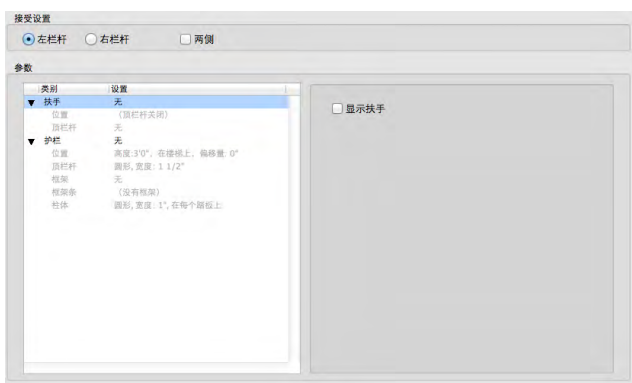 接受设置
左栏杆 右栏杆 两侧
参数
类别 设置
扶手 无
位置 （顶栏杆关闭）
顶栏杆 无
护栏 无
位置 高度:3'0"，在楼梯上，偏移量: 0"
顶栏杆 圆形, 宽度: 1 1/2"
框架 无
框架条 （没有框架）
柱体 圆形, 宽度: 1", 在每个踏板上
显示扶手